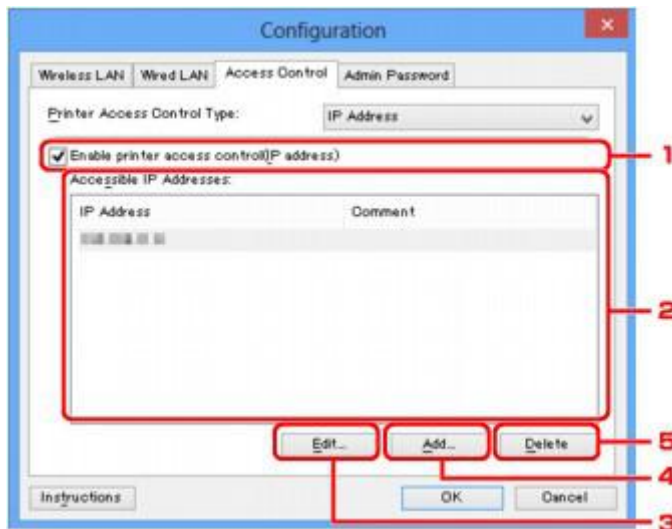 Configuration
Wireless LAN Wired LAN Access Control Admin Password
Printer Access Control Type: IP Address
Enable printer access control(IP address) 1
Accessible IP Addresses:
IP Address Comment
2
Edit... Add... Delete 5
4
Instructions OK Cancel
3